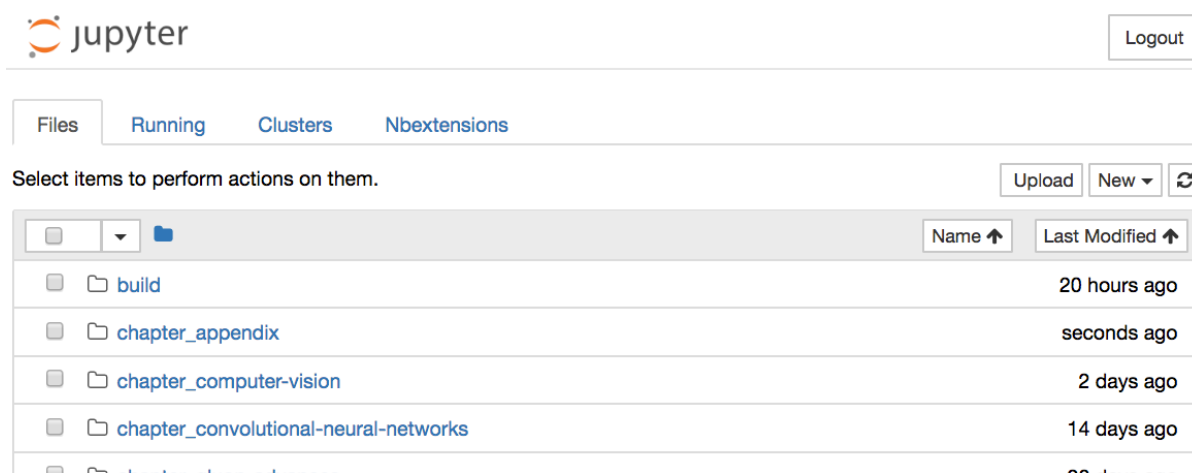 jupyter
Logout
Files Running Clusters Nbextensions
Select items to perform actions on them.
Upload New
Name Last Modified
build 20 hours ago
chapter_appendix seconds ago
chapter_computer-vision 2 days ago
chapter_convolutional-neural-networks 14 days ago